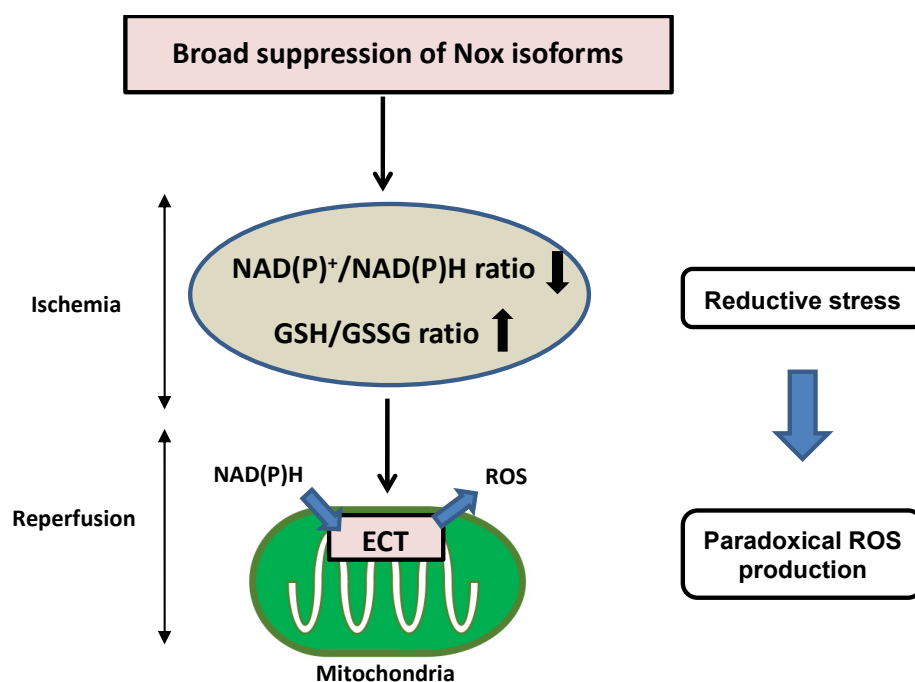 Broad suppression of Nox isoforms
Ischemia
NAD(P)⁺/NAD(P)H ratio
GSH/GSSG ratio
Reductive stress
Reperfusion
NAD(P)H
ROS
ECT
Mitochondria
Paradoxical ROS
production